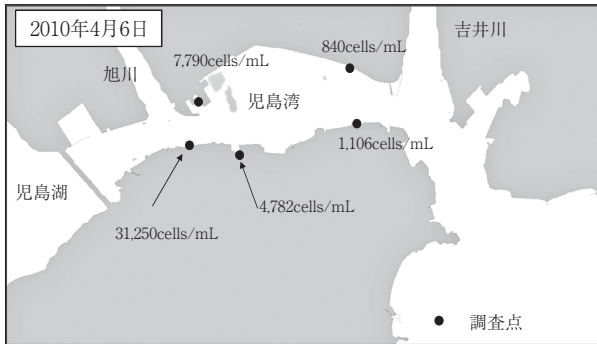 2010年4月6日
旭川
7,790cells/mL
840cells/mL
吉井川
児島湾
1,106cells/mL
児島湖
4,782cells/mL
31,250cells/mL
調査点